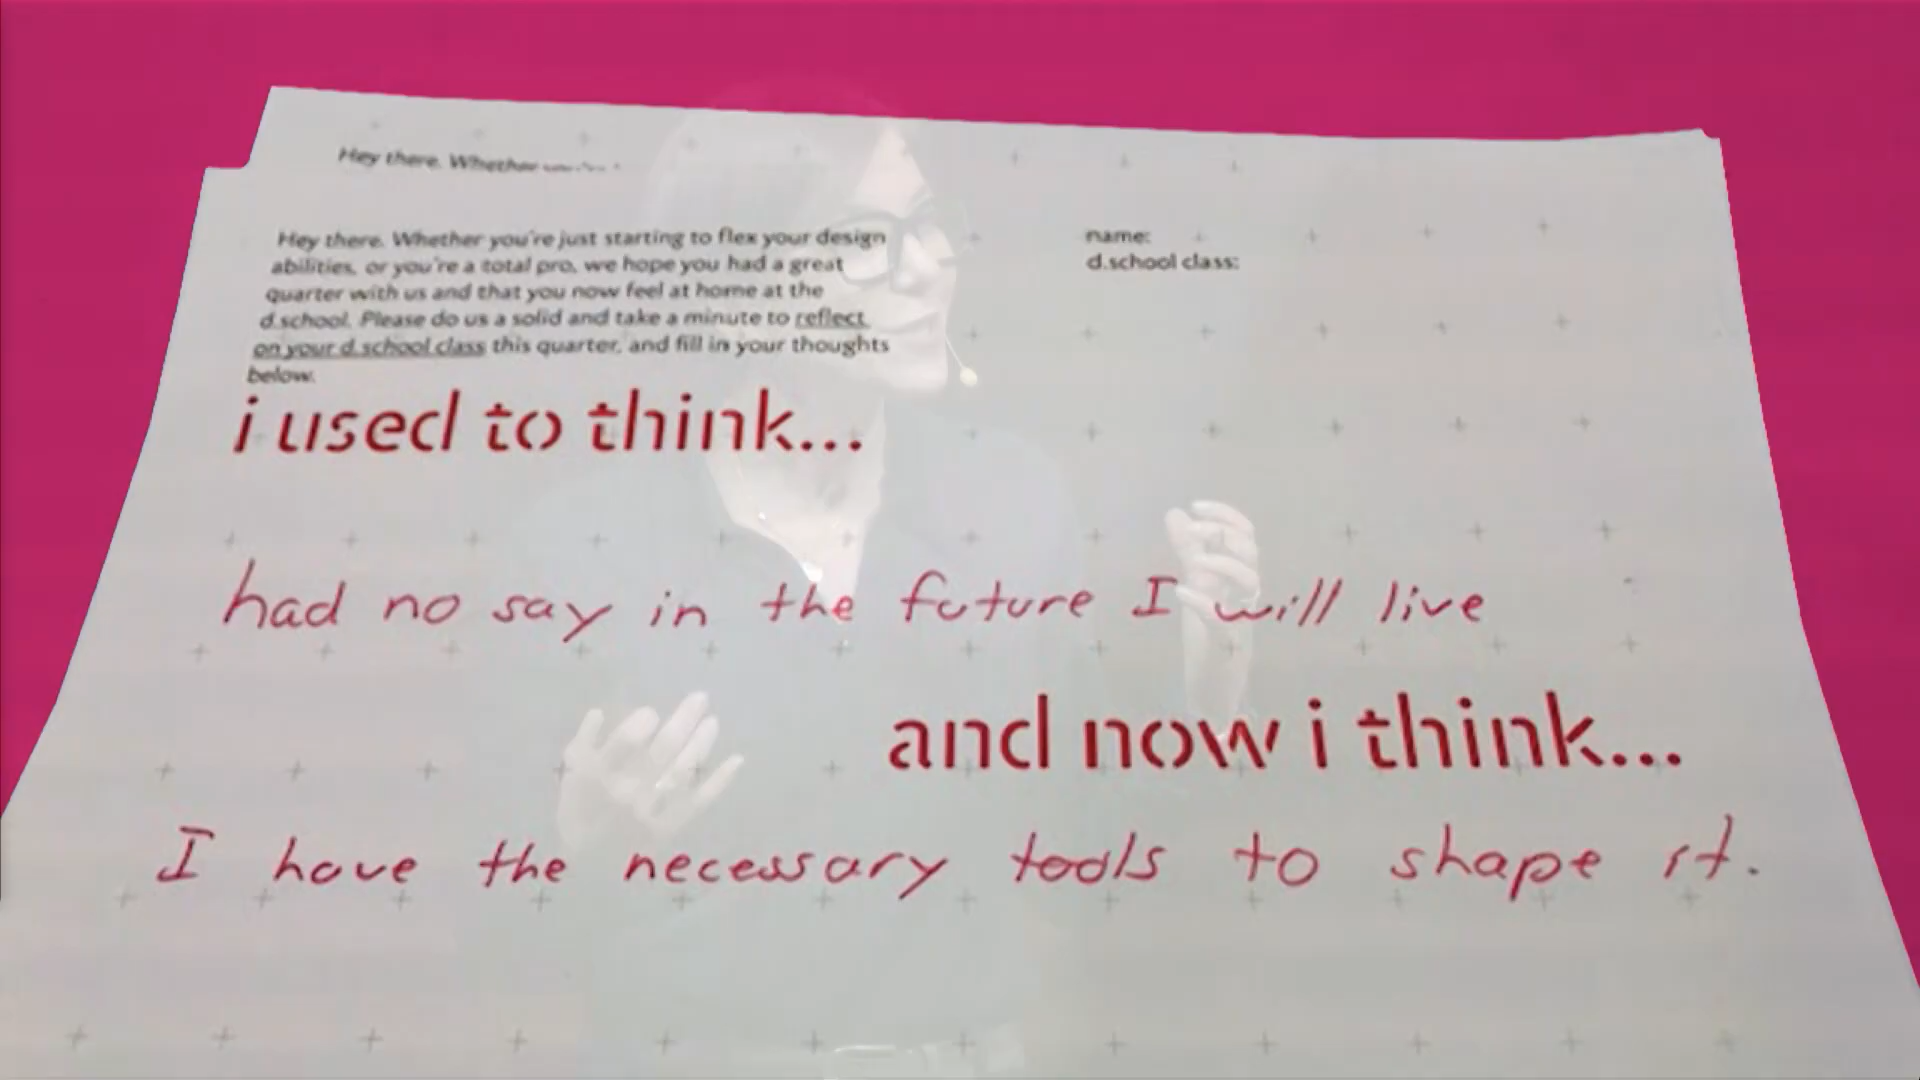 Hey there. Whether
Hey there. Whether you're just starting to flex your design
abilities, or you're a total pro, we hope you had a great
quarter with us and that you now feel at home at the
d.school. Please do us a solid and take a minute to reflect
on your d.school class this quarter, and fill in your thoughts
below.
name:
d.school class:
i used to think...
had no say in the future I will live
and now i think...
I have the necessary tools to shape it.